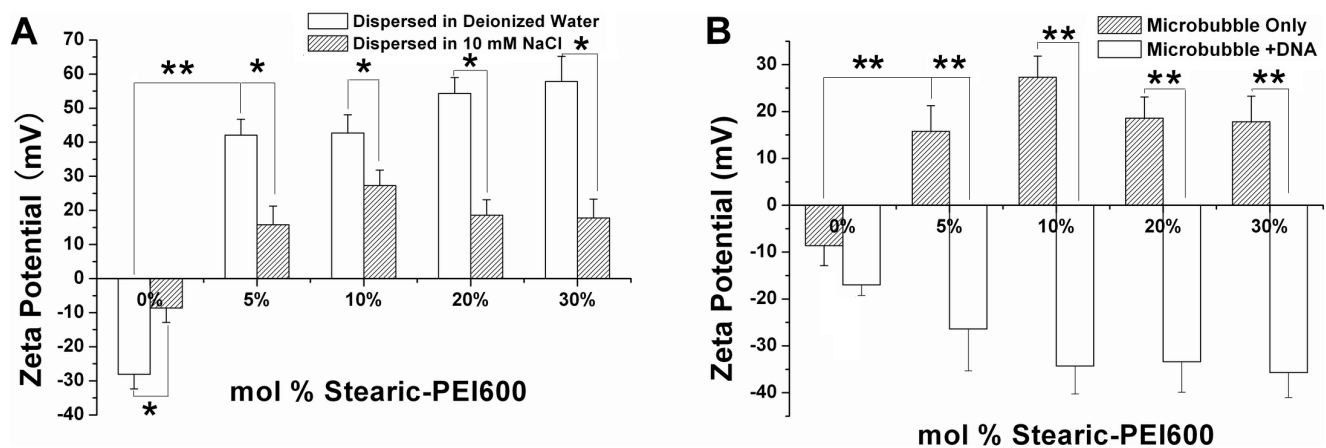 A
Dispersed in Deionized Water
Dispersed in 10 mM NaCl
Zeta Potential (mV)
70
60
50
40
30
20
10
0
-10
-20
-30
-40
** * * * *
*
0% 5% 10% 20% 30%
mol % Stearic-PEI600
B
Microbubble Only
Microbubble +DNA
Zeta Potential (mV)
30
20
10
0
-10
-20
-30
-40
** ** ** ** **
0% 5% 10% 20% 30%
mol % Stearic-PEI600